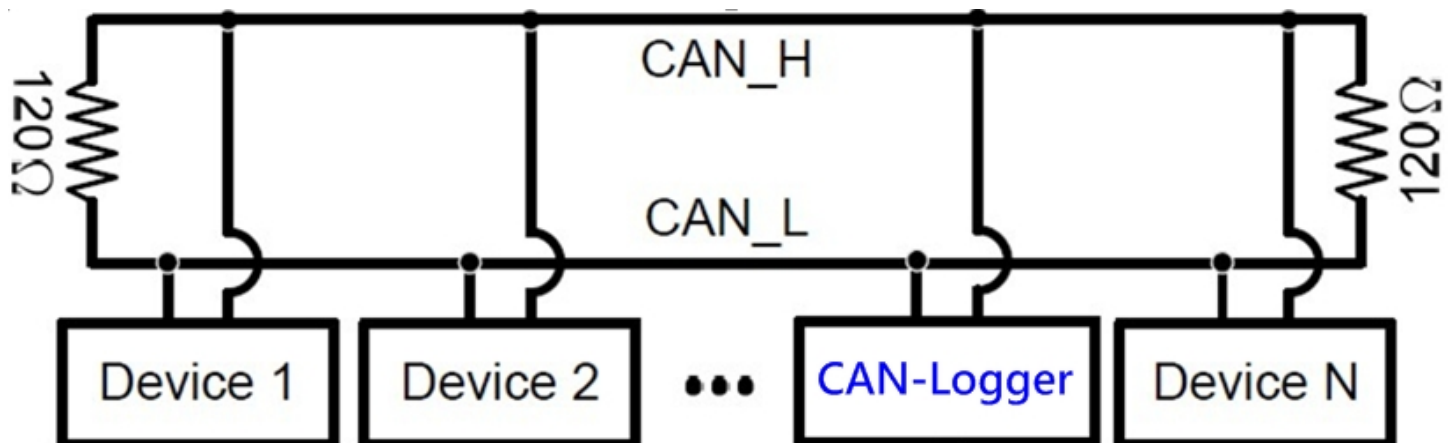 CAN_H
120Ω
120Ω
CAN_L
Device 1
Device 2
•••
CAN-Logger
Device N